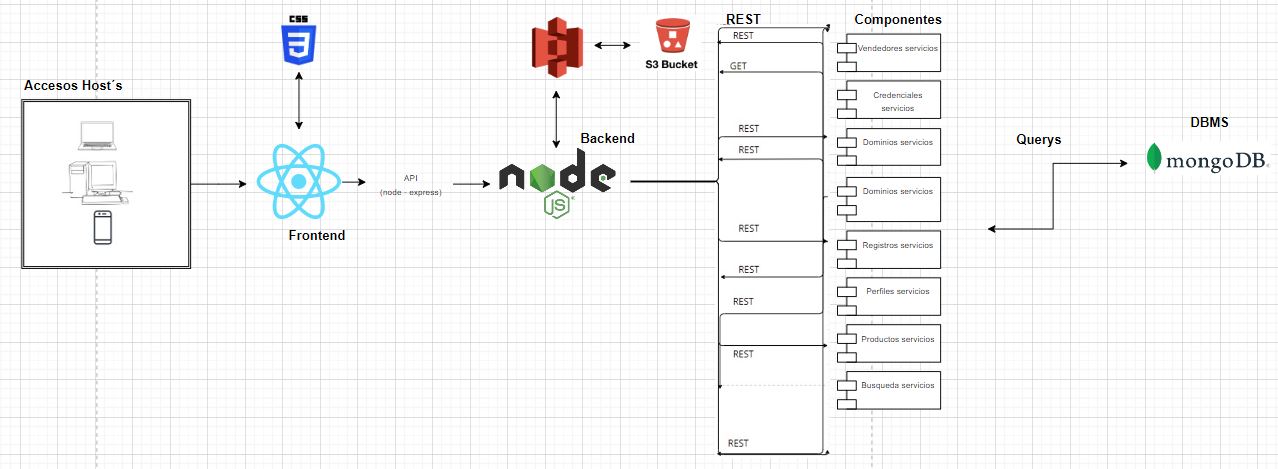 CSS
3
REST
Componentes
REST
Vendedores servicios
S3 Bucket
GET
Accesos Host´s
Credenciales
servicios
DBMS
REST
Backend
Querys
Dominios servicios
REST
mongoDB.
API
(node - express)
node
JS
Dominios servicios
Frontend
REST
Registros servicios
REST
Perfiles servicios
REST
Productos servicios
REST
Busqueda servicios
REST